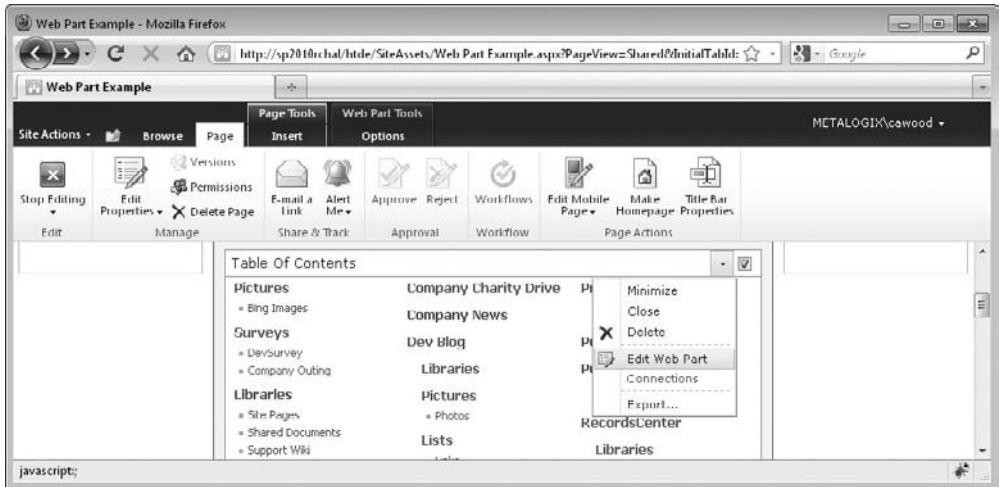 Web Part Example - Mozilla Firefox
http://sp2010rchal/htde/SiteAssets/Web Part Example.aspx?PageView=Shared&InitialTabId:
Google
Web Part Example
Page Tools Web Part Tools
Site Actions Browse Page Insert Options METALOGIX\cawood
Stop Editing
Edit Properties
Versions
Permissions
Delete Page
E-mail a Link
Alert Me
Approve Reject
Workflows
Edit Mobile Page
Make Homepage
Title Bar Properties
Edit Manage Share & Track Approval Workflow Page Actions
Table Of Contents
Pictures
Bing Images
Surveys
DevSurvey
Company Outing
Libraries
Site Pages
Shared Documents
Support Wiki
Company Charity Drive
Company News
Dev Blog
Libraries
Pictures
Photos
Lists
RecordsCenter
Libraries
Minimize
Close
Delete
Edit Web Part
Connections
Export...
javascript:;